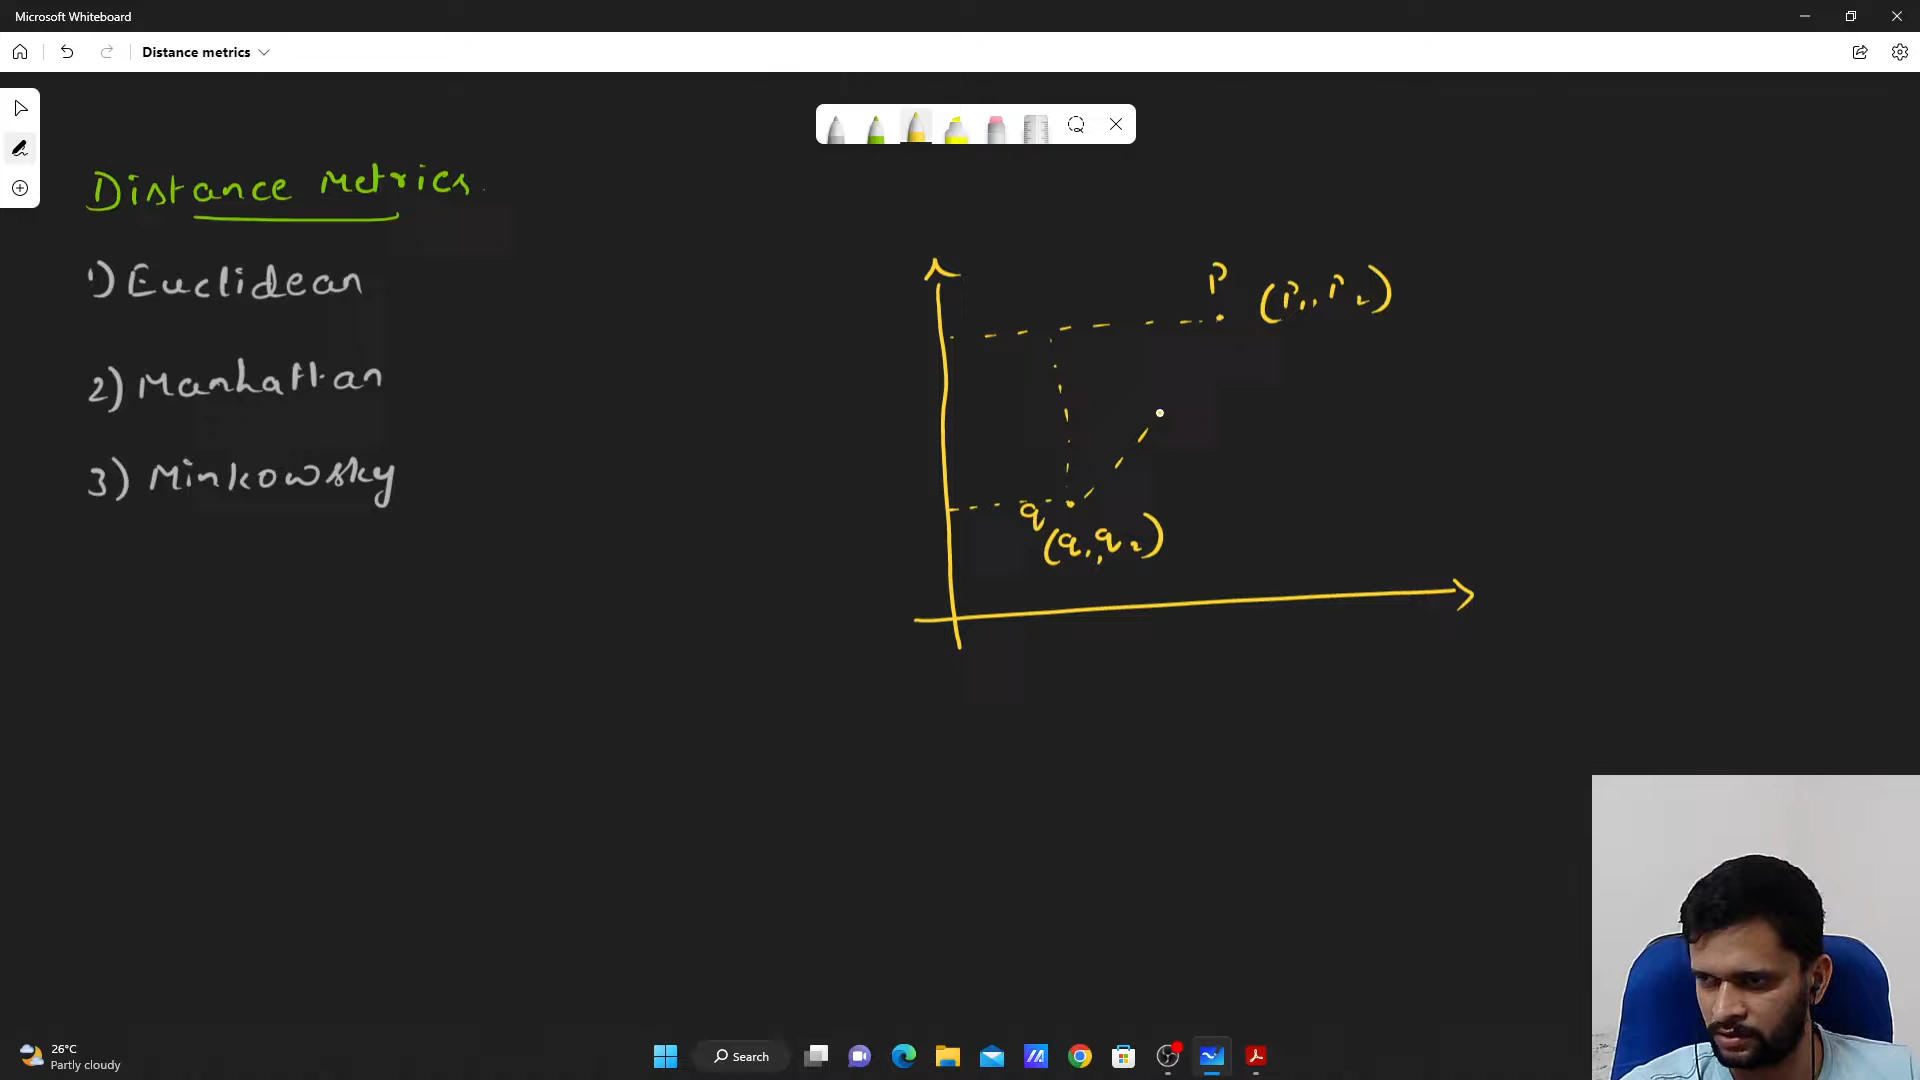 Microsoft Whiteboard
Distance metrics
Distance Metrics
1) Euclidean
2) Manhattan
3) Minkowsky
P
(P₁, P₂)
q
(q₁, q₂)
26°C
Partly cloudy
Search